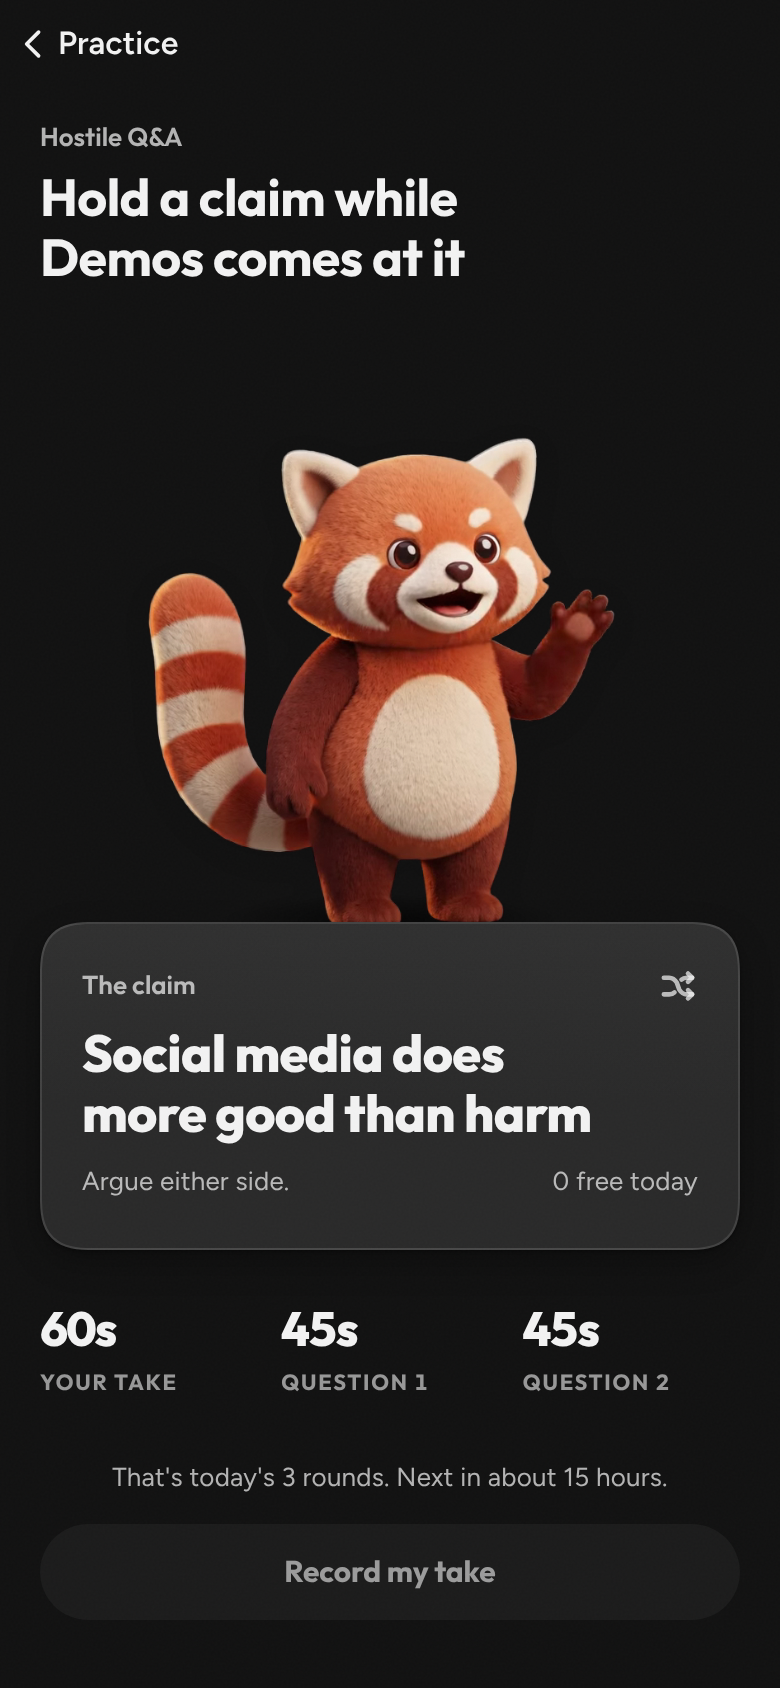 Practice
Hostile Q&A
Hold a claim while
Demos comes at it
The claim
Social media does
more good than harm
Argue either side.
0 free today
60s
45s
45s
YOUR TAKE
QUESTION 1
QUESTION 2
That's today's 3 rounds. Next in about 15 hours.
Record my take